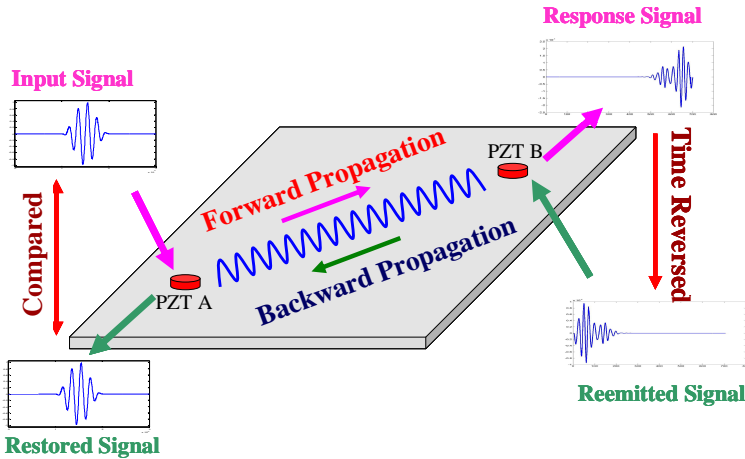 Response Signal
Input Signal
PZT B
Forward Propagation
Time Reversed
Compared
Backward Propagation
PZT A
Reemitted Signal
Restored Signal